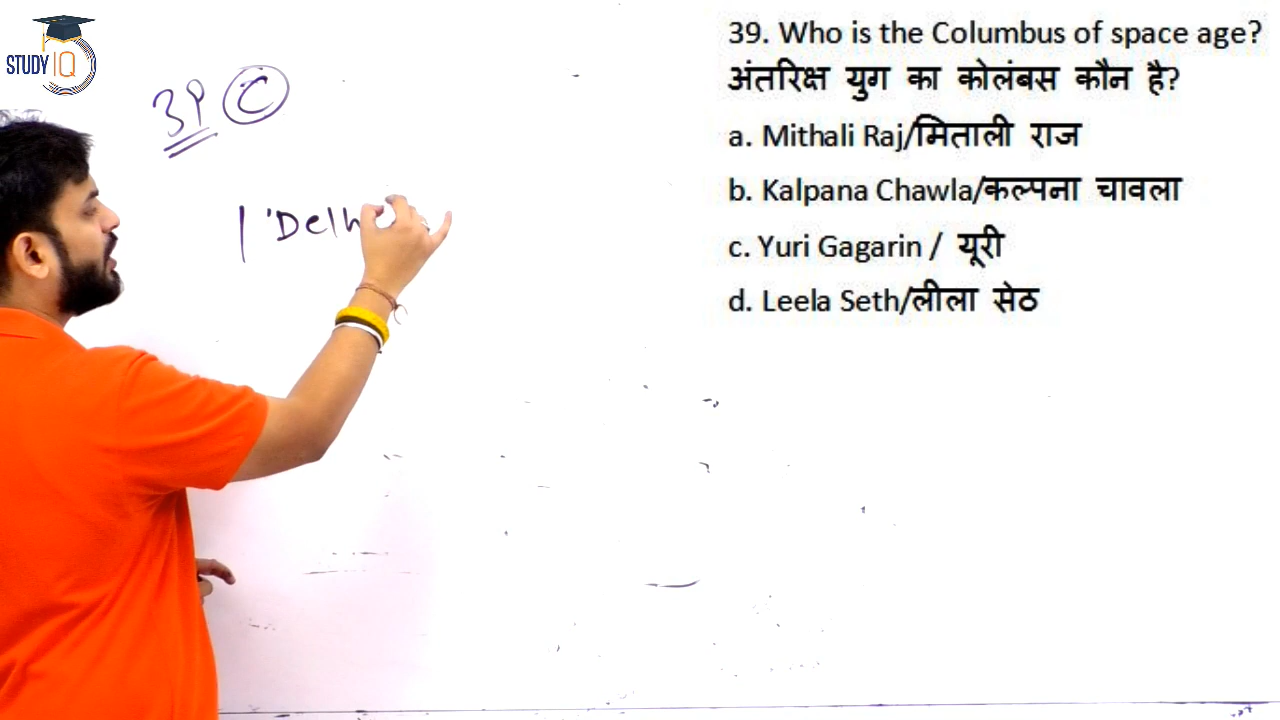 STUDY IQ
39 C
1 'Delh
39. Who is the Columbus of space age?
अंतरिक्ष युग का कोलंबस कौन है?
a. Mithali Raj/मिताली राज
b. Kalpana Chawla/कल्पना चावला
c. Yuri Gagarin / यूरी
d. Leela Seth/लीला सेठ